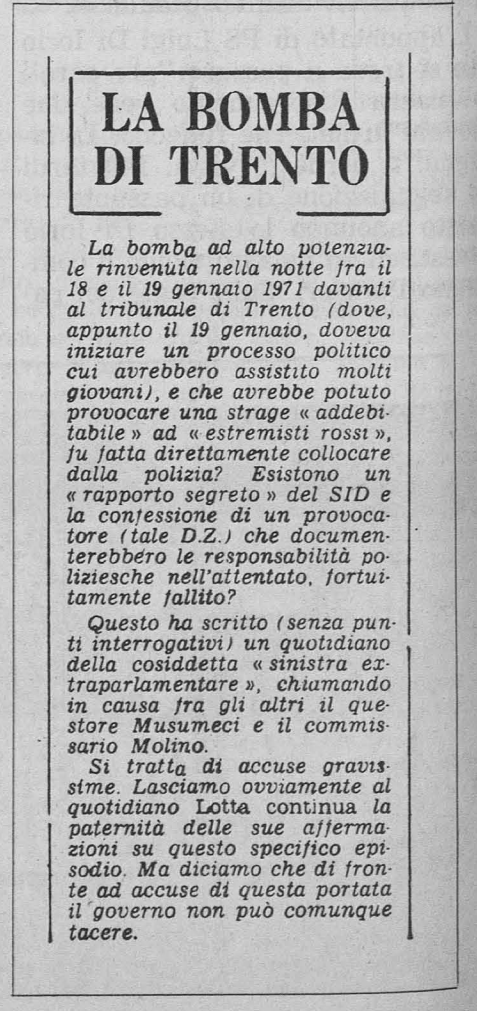 LA BOMBA
DI TRENTO
La bomba ad alto potenzia-
le rinvenuta nella notte fra il
18 e il 19 gennaio 1971 davanti
al tribunale di Trento (dove,
appunto il 19 gennaio, doveva
iniziare un processo politico
cui avrebbero assistito molti
giovani), e che avrebbe potuto
provocare una strage « addebi-
tabile » ad « estremisti rossi »,
fu fatta direttamente collocare
dalla polizia? Esistono un
« rapporto segreto » del SID e
la confessione di un provoca-
tore (tale D.Z.) che documen-
terebbero le responsabilità po-
liziesche nell'attentato, fortui-
tamente fallito?
Questo ha scritto (senza pun-
ti interrogativi) un quotidiano
della cosiddetta « sinistra ex-
traparlamentare », chiamando
in causa fra gli altri il que-
store Musumeci e il commis-
sario Molino.
Si tratta di accuse gravis-
sime. Lasciamo ovviamente al
quotidiano Lotta continua la
paternità delle sue afferma-
zioni su questo specifico epi-
sodio. Ma diciamo che di fron-
te ad accuse di questa portata
il governo non può comunque
tacere.